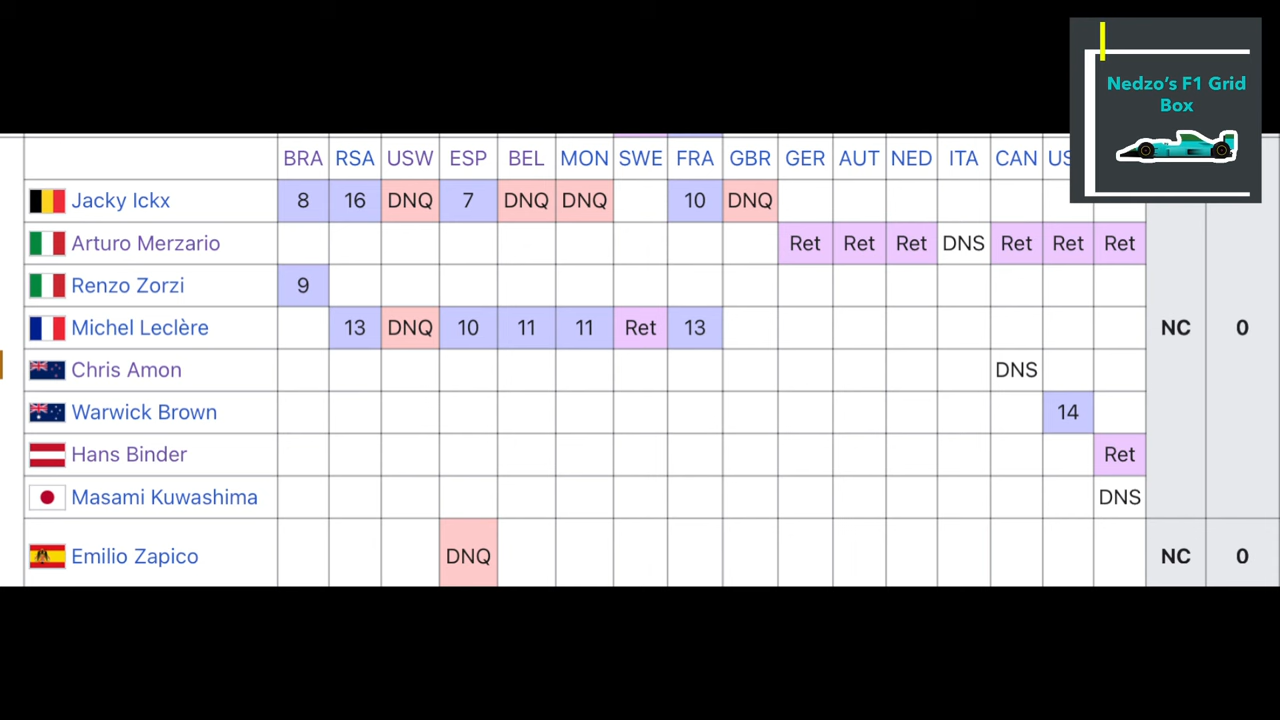 Nedzo's F1 Grid
Box
BRA RSA USW ESP BEL MON SWE FRA GBR GER AUT NED ITA CAN US
Jacky Ickx 8 16 DNQ 7 DNQ DNQ 10 DNQ
Arturo Merzario Ret Ret Ret DNS Ret Ret Ret
Renzo Zorzi 9
Michel Leclère 13 DNQ 10 11 11 Ret 13 NC 0
Chris Amon DNS
Warwick Brown 14
Hans Binder Ret
Masami Kuwashima DNS
Emilio Zapico DNQ NC 0